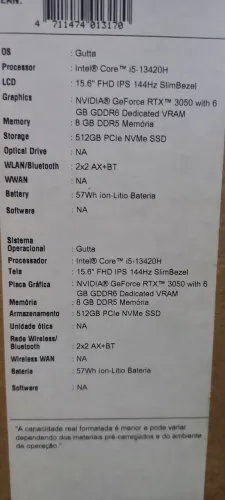 EAN:
4 711474 013170
OS : Gutta
Processor : Intel® Core™ i5-13420H
LCD : 15.6" FHD IPS 144Hz SlimBezel
Graphics : NVIDIA® GeForce RTX™ 3050 with 6
GB GDDR6 Dedicated VRAM
Memory : 8 GB DDR5 Memory
Storage : 512GB PCIe NVMe SSD
Optical Drive : NA
WLAN/Bluetooth : 2x2 AX+BT
WWAN : NA
Battery : 57Wh ion-Lítio Bateria
Software : NA
Sistema
Operacional : Gutta
Processador : Intel® Core™ i5-13420H
Tela : 15.6" FHD IPS 144Hz SlimBezel
Placa Gráfica : NVIDIA® GeForce RTX™ 3050 with 6
GB GDDR6 Dedicated VRAM
Memória : 8 GB DDR5 Memory
Armazenamento : 512GB PCIe NVMe SSD
Unidade ótica : NA
Rede Wireless/
Bluetooth : 2x2 AX+BT
Wireless WAN : NA
Bateria : 57Wh ion-Lítio Bateria
Software : NA
"A capacidade real formatada é menor e pode variar
dependendo dos materiais pré-carregados e do ambiente
de operação."